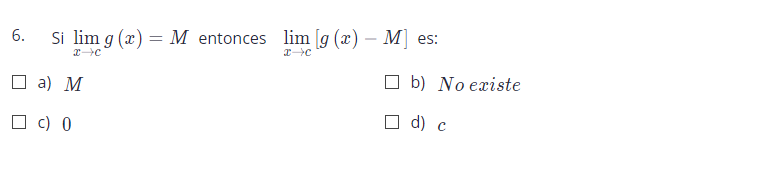 6. Si lim g (x) = M entonces lim [g (x) − M] es:
x→c x→c
a) M b) No existe
c) 0 d) c